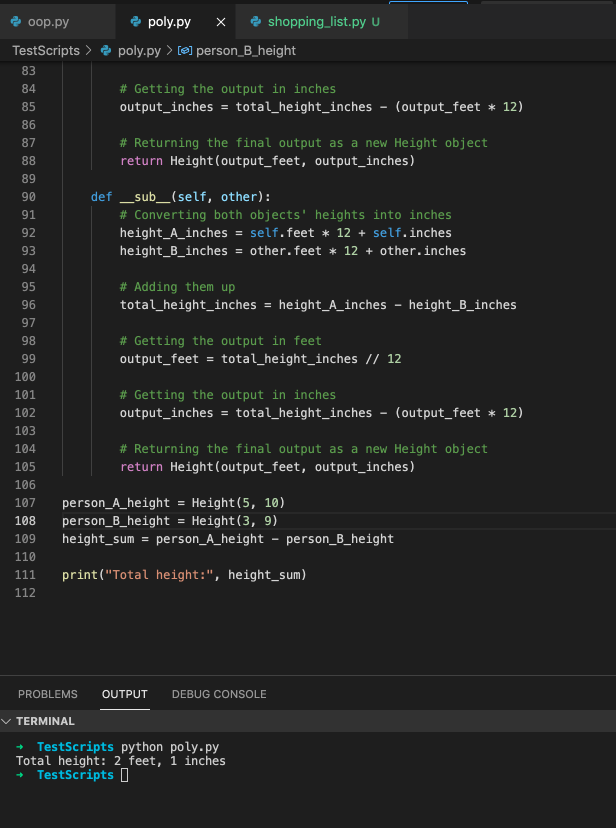 oop.py poly.py × shopping_list.py U
TestScripts > poly.py > person_B_height
83
84 # Getting the output in inches
85 output_inches = total_height_inches - (output_feet * 12)
86
87 # Returning the final output as a new Height object
88 return Height(output_feet, output_inches)
89
90 def __sub__(self, other):
91 # Converting both objects' heights into inches
92 height_A_inches = self.feet * 12 + self.inches
93 height_B_inches = other.feet * 12 + other.inches
94
95 # Adding them up
96 total_height_inches = height_A_inches - height_B_inches
97
98 # Getting the output in feet
99 output_feet = total_height_inches // 12
100
101 # Getting the output in inches
102 output_inches = total_height_inches - (output_feet * 12)
103
104 # Returning the final output as a new Height object
105 return Height(output_feet, output_inches)
106
107 person_A_height = Height(5, 10)
108 person_B_height = Height(3, 9)
109 height_sum = person_A_height - person_B_height
110
111 print("Total height:", height_sum)
112
PROBLEMS OUTPUT DEBUG CONSOLE
TERMINAL
→ TestScripts python poly.py
Total height: 2 feet, 1 inches
→ TestScripts